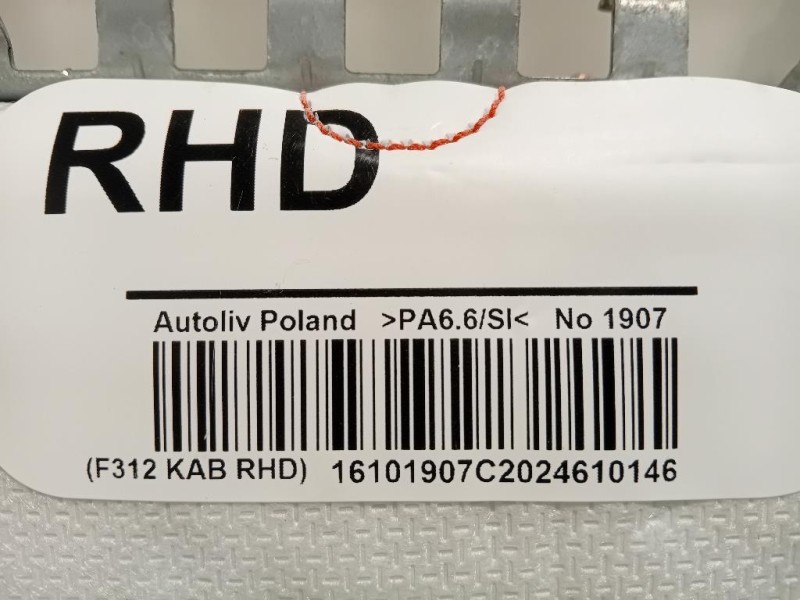 RHD
Autoliv Poland >PA6.6/SI< No 1907
(F312 KAB RHD) 16101907C2024610146